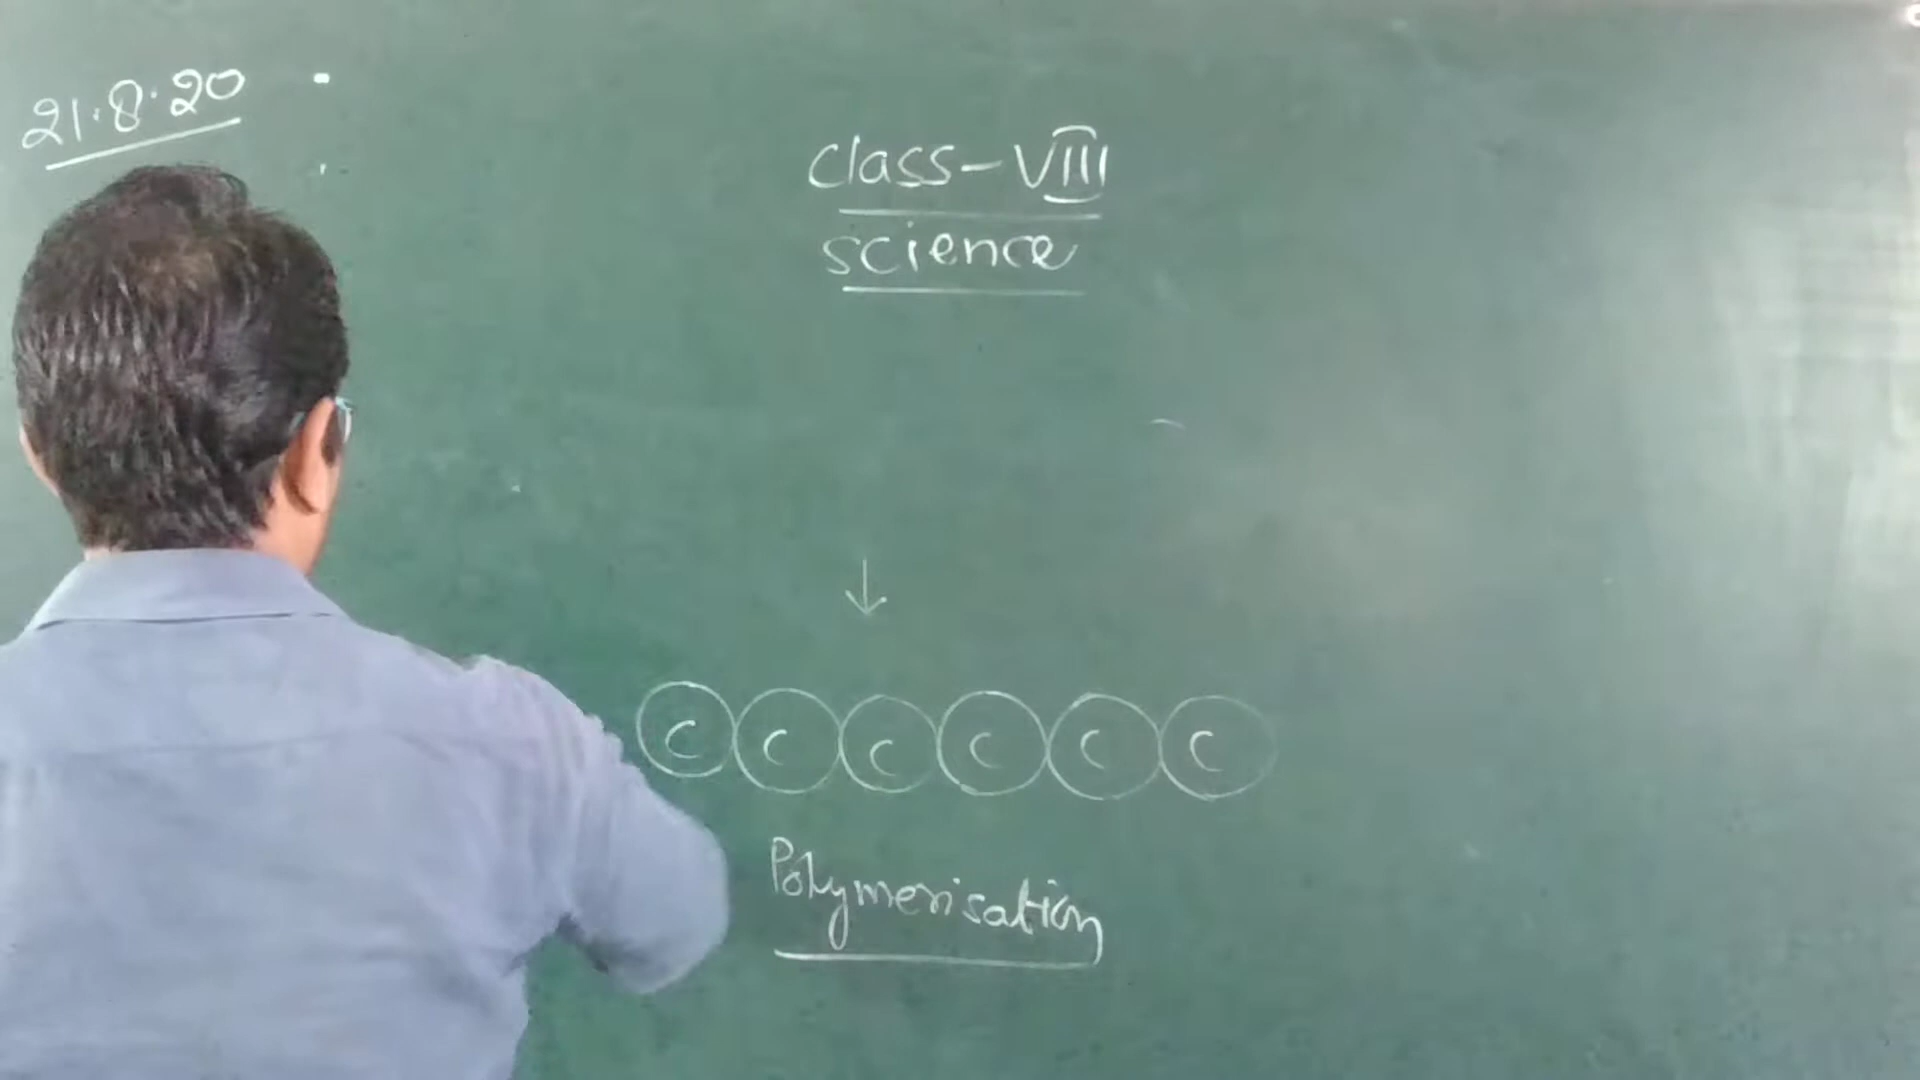 21.8.20
Class - VIII
science
C C C C C C
Polymerisation